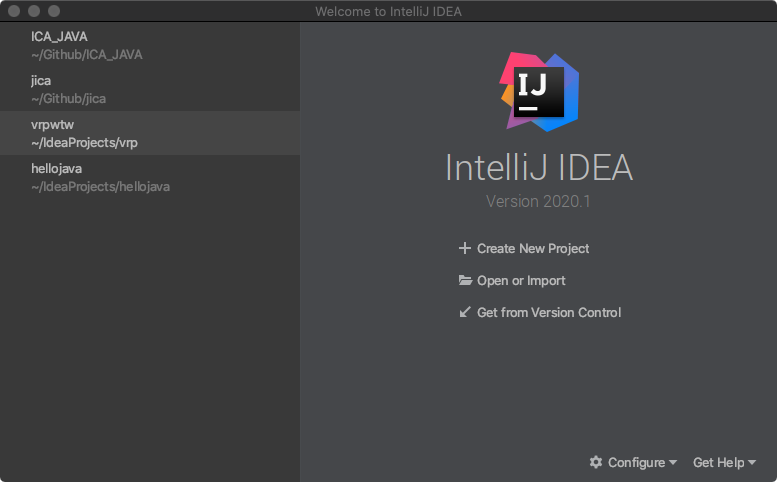 Welcome to IntelliJ IDEA
ICA_JAVA
~/Github/ICA_JAVA
jica
~/Github/jica
vrpwtw
~/IdeaProjects/vrp
hellojava
~/IdeaProjects/hellojava
IJ
IntelliJ IDEA
Version 2020.1
Create New Project
Open or Import
Get from Version Control
Configure
Get Help